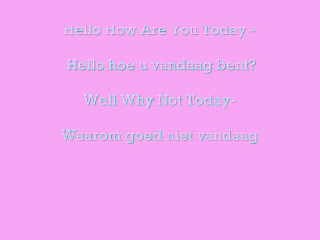 Hello How Are You Today -
Hello hoe u vandaag bent?
Well Why Not Today-
Waarom goed niet vandaag